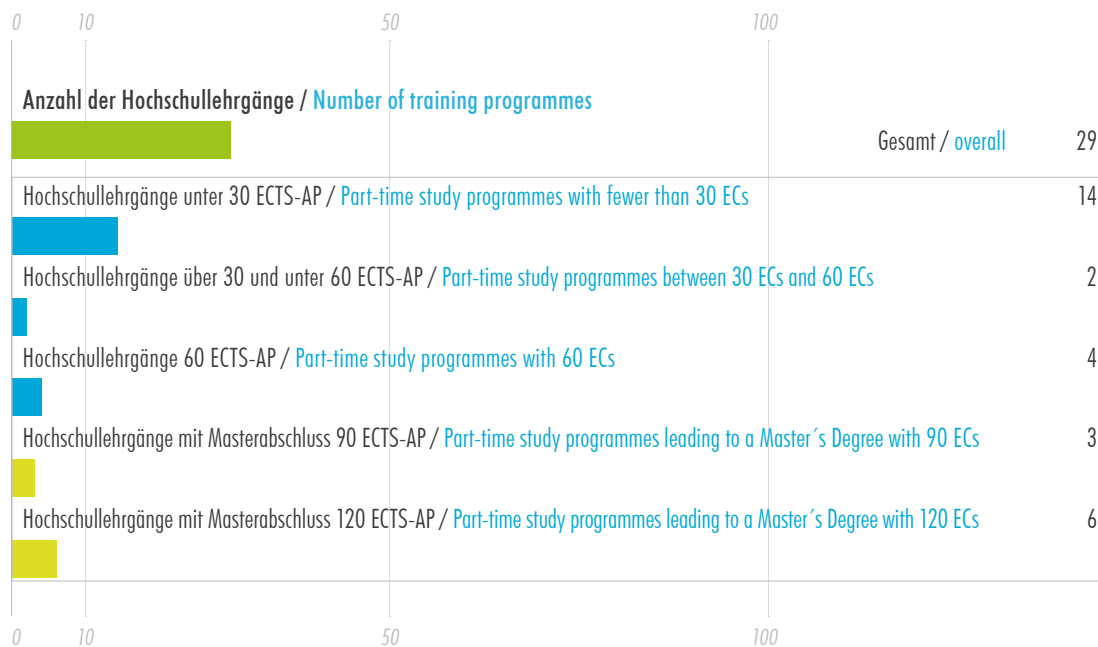 0 10 50 100
Anzahl der Hochschullehrgänge / Number of training programmes
Gesamt / overall 29
Hochschullehrgänge unter 30 ECTS-AP / Part-time study programmes with fewer than 30 ECs 14
Hochschullehrgänge über 30 und unter 60 ECTS-AP / Part-time study programmes between 30 ECs and 60 ECs 2
Hochschullehrgänge 60 ECTS-AP / Part-time study programmes with 60 ECs 4
Hochschullehrgänge mit Masterabschluss 90 ECTS-AP / Part-time study programmes leading to a Master´s Degree with 90 ECs 3
Hochschullehrgänge mit Masterabschluss 120 ECTS-AP / Part-time study programmes leading to a Master´s Degree with 120 ECs 6
0 10 50 100